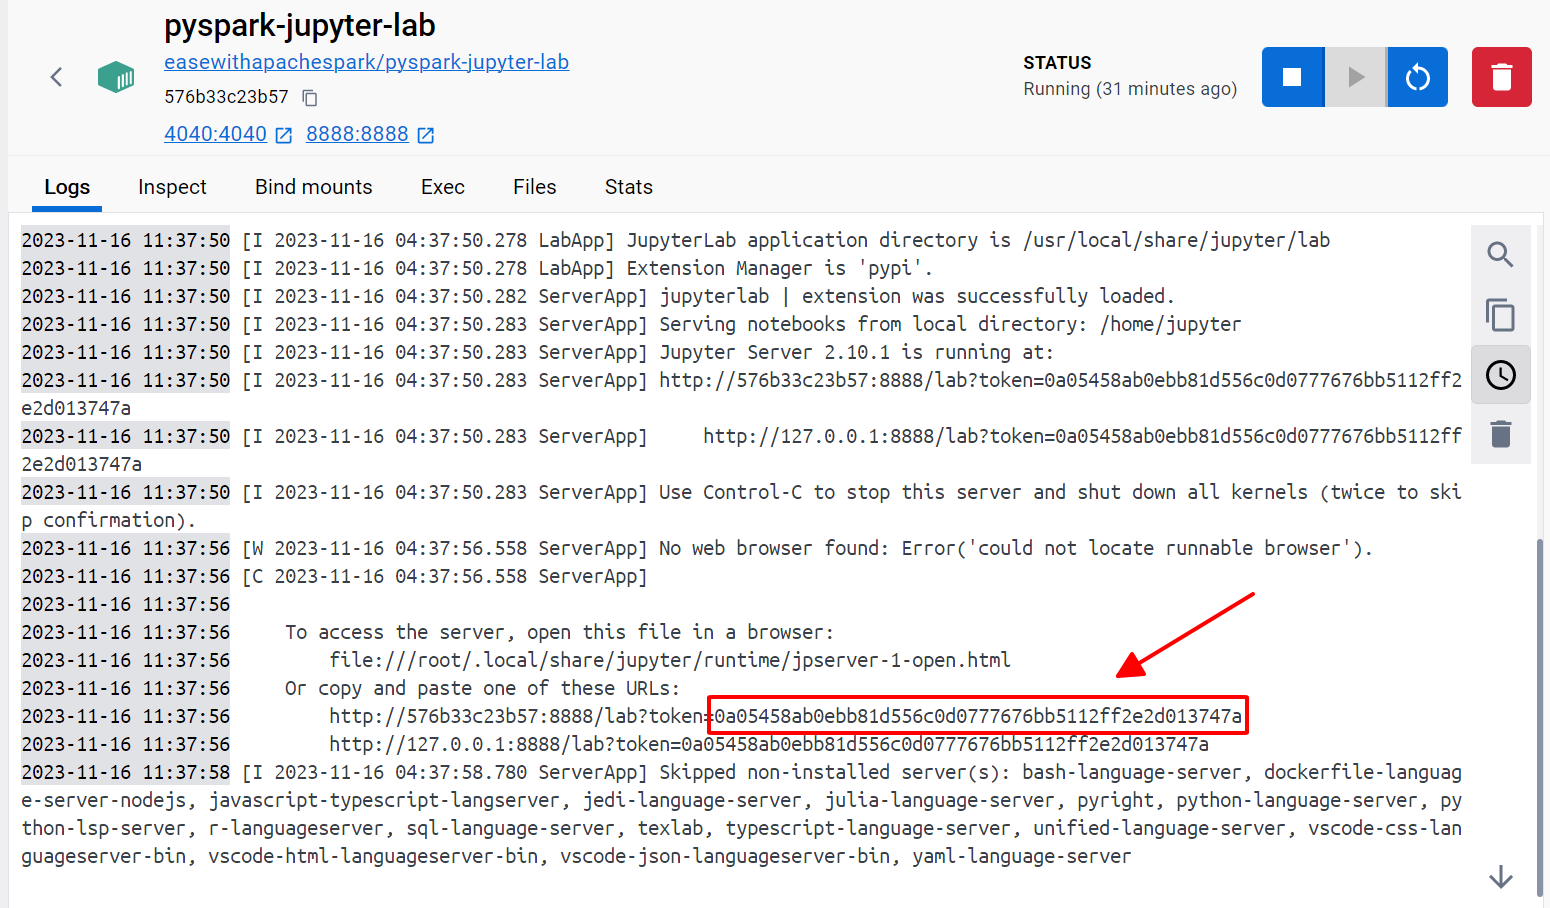 pyspark-jupyter-lab
easewithapachespark/pyspark-jupyter-lab
576b33c23b57
4040:4040 8888:8888
STATUS
Running (31 minutes ago)
Logs Inspect Bind mounts Exec Files Stats
2023-11-16 11:37:50 [I 2023-11-16 04:37:50.278 LabApp] JupyterLab application directory is /usr/local/share/jupyter/lab
2023-11-16 11:37:50 [I 2023-11-16 04:37:50.278 LabApp] Extension Manager is 'pypi'.
2023-11-16 11:37:50 [I 2023-11-16 04:37:50.282 ServerApp] jupyterlab | extension was successfully loaded.
2023-11-16 11:37:50 [I 2023-11-16 04:37:50.283 ServerApp] Serving notebooks from local directory: /home/jupyter
2023-11-16 11:37:50 [I 2023-11-16 04:37:50.283 ServerApp] Jupyter Server 2.10.1 is running at:
2023-11-16 11:37:50 [I 2023-11-16 04:37:50.283 ServerApp] http://576b33c23b57:8888/lab?token=0a05458ab0ebb81d556c0d0777676bb5112ff2
e2d013747a
2023-11-16 11:37:50 [I 2023-11-16 04:37:50.283 ServerApp]     http://127.0.0.1:8888/lab?token=0a05458ab0ebb81d556c0d0777676bb5112ff
2e2d013747a
2023-11-16 11:37:50 [I 2023-11-16 04:37:50.283 ServerApp] Use Control-C to stop this server and shut down all kernels (twice to ski
p confirmation).
2023-11-16 11:37:56 [W 2023-11-16 04:37:56.558 ServerApp] No web browser found: Error('could not locate runnable browser').
2023-11-16 11:37:56 [C 2023-11-16 04:37:56.558 ServerApp]
2023-11-16 11:37:56
2023-11-16 11:37:56     To access the server, open this file in a browser:
2023-11-16 11:37:56         file:///root/.local/share/jupyter/runtime/jpserver-1-open.html
2023-11-16 11:37:56     Or copy and paste one of these URLs:
2023-11-16 11:37:56         http://576b33c23b57:8888/lab?token=0a05458ab0ebb81d556c0d0777676bb5112ff2e2d013747a
2023-11-16 11:37:56         http://127.0.0.1:8888/lab?token=0a05458ab0ebb81d556c0d0777676bb5112ff2e2d013747a
2023-11-16 11:37:58 [I 2023-11-16 04:37:58.780 ServerApp] Skipped non-installed server(s): bash-language-server, dockerfile-languag
e-server-nodejs, javascript-typescript-langserver, jedi-language-server, julia-language-server, pyright, python-language-server, py
thon-lsp-server, r-languageserver, sql-language-server, texlab, typescript-language-server, unified-language-server, vscode-css-lan
guageserver-bin, vscode-html-languageserver-bin, vscode-json-languageserver-bin, yaml-language-server